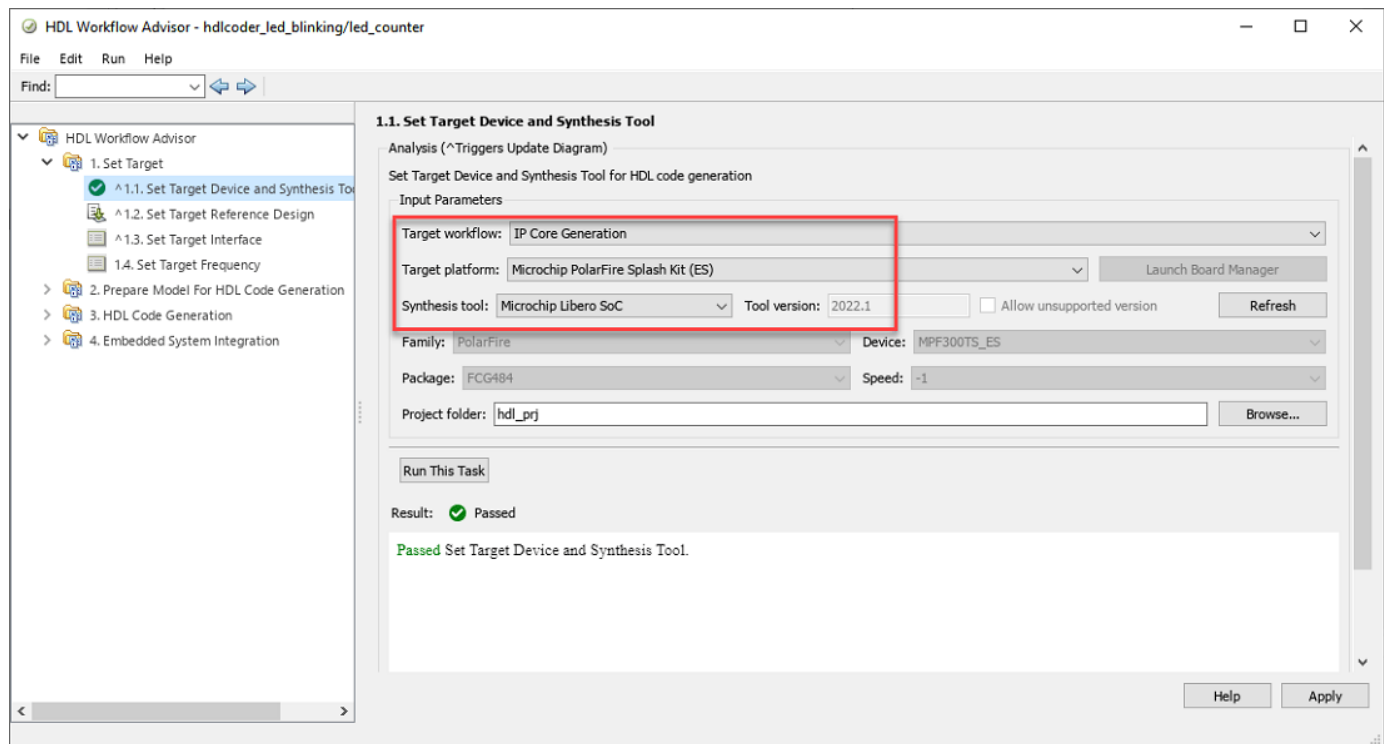 HDL Workflow Advisor - hdlcoder_led_blinking/led_counter
File Edit Run Help
Find:
HDL Workflow Advisor
1. Set Target
^1.1. Set Target Device and Synthesis Too
^1.2. Set Target Reference Design
^1.3. Set Target Interface
1.4. Set Target Frequency
2. Prepare Model For HDL Code Generation
3. HDL Code Generation
4. Embedded System Integration
1.1. Set Target Device and Synthesis Tool
Analysis (^Triggers Update Diagram)
Set Target Device and Synthesis Tool for HDL code generation
Input Parameters
Target workflow: IP Core Generation
Target platform: Microchip PolarFire Splash Kit (ES) Launch Board Manager
Synthesis tool: Microchip Libero SoC Tool version: 2022.1 Allow unsupported version Refresh
Family: PolarFire Device: MPF300TS_ES
Package: FCG484 Speed: -1
Project folder: hdl_prj Browse...
Run This Task
Result: Passed
Passed Set Target Device and Synthesis Tool.
Help Apply